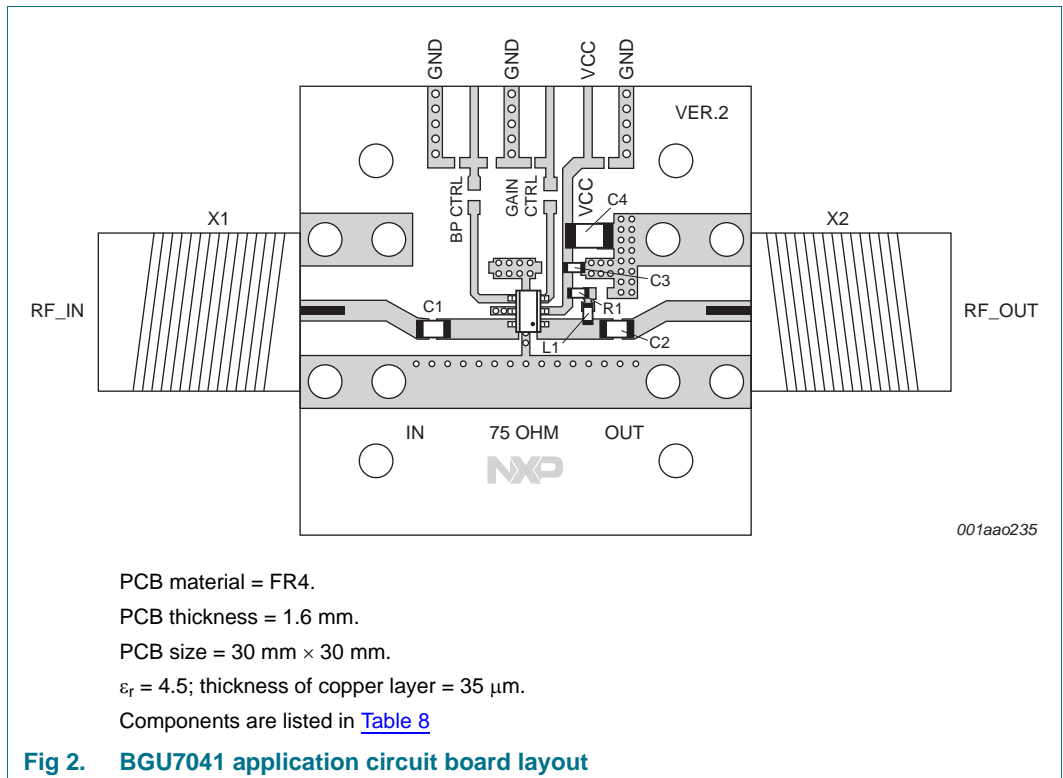 GND
GND
VCC
GND
VER.2
BP CTRL
GAIN
CTRL
VCC
C4
X1
X2
C3
RF_IN
C1
R1
RF_OUT
L1
C2
IN
75 OHM
OUT
NXP
001aao235
PCB material = FR4.
PCB thickness = 1.6 mm.
PCB size = 30 mm × 30 mm.
εr = 4.5; thickness of copper layer = 35 μm.
Components are listed in Table 8
Fig 2. BGU7041 application circuit board layout